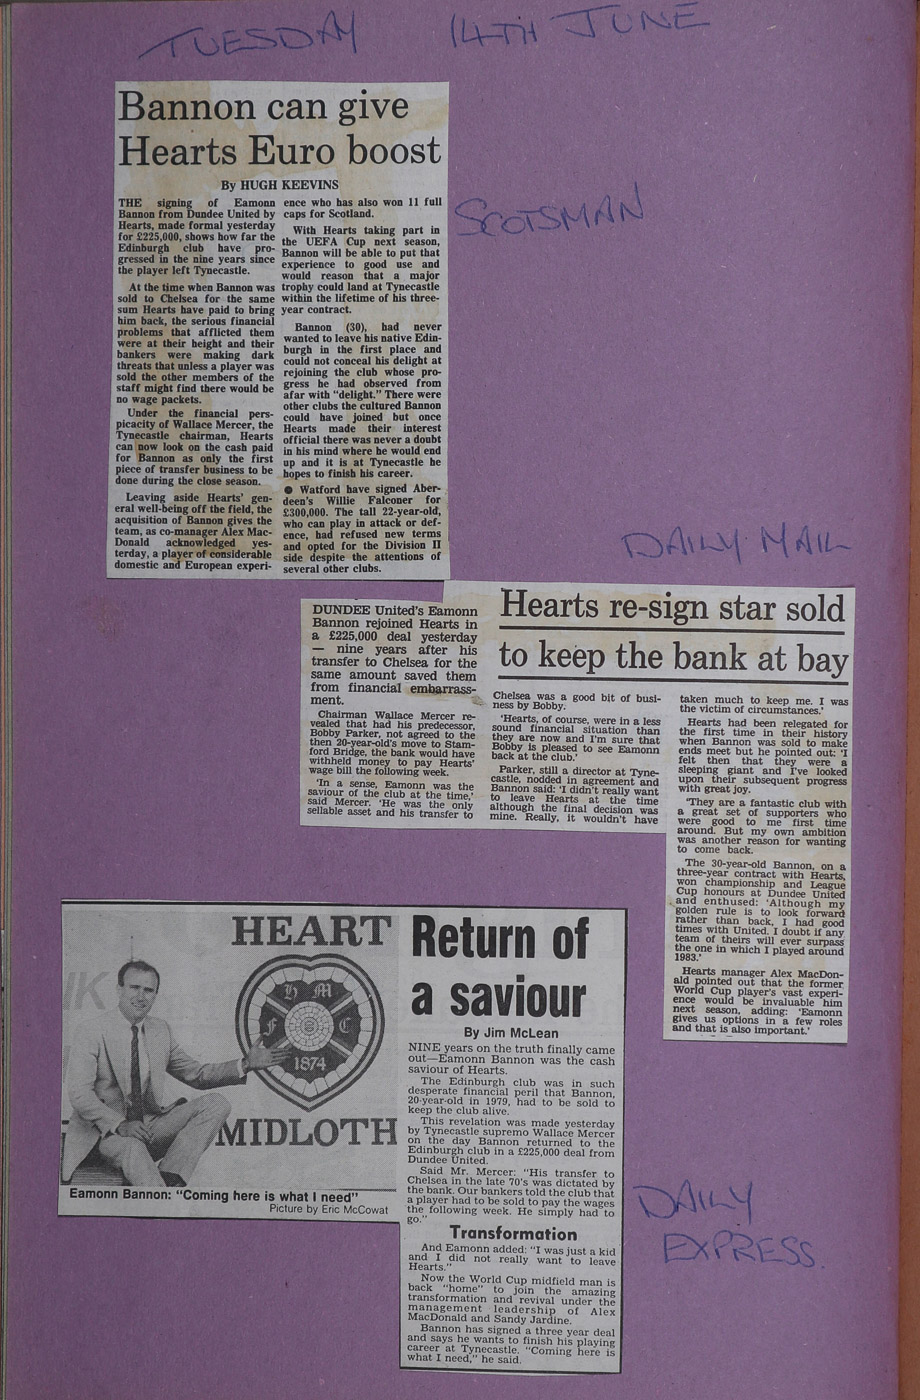 TUESDAY 14TH JUNE
Bannon can give
Hearts Euro boost
By HUGH KEEVINS
THE signing of Eamonn
Bannon from Dundee United by
Hearts, made formal yesterday
for £225,000, shows how far the
Edinburgh club have pro-
gressed in the nine years since
the player left Tynecastle.
At the time when Bannon was
sold to Chelsea for the same
sum Hearts have paid to bring
him back, the serious financial
problems that afflicted them
were at their height and their
bankers were making dark
threats that unless a player was
sold the other members of the
staff might find there would be
no wage packets.
Under the financial pers-
picacity of Wallace Mercer, the
Tynecastle chairman, Hearts
can now look on the cash paid
for Bannon as only the first
piece of transfer business to be
done during the close season.
Leaving aside Hearts' gen-
eral well-being off the field, the
acquisition of Bannon gives the
team, as co-manager Alex Mac-
Donald acknowledged yes-
terday, a player of considerable
domestic and European experi-
ence who has also won 11 full
caps for Scotland.
With Hearts taking part in
the UEFA Cup next season,
Bannon will be able to put that
experience to good use and
would reason that a major
trophy could land at Tynecastle
within the lifetime of his three-
year contract.
Bannon (30), had never
wanted to leave his native Edin-
burgh in the first place and
could not conceal his delight at
rejoining the club whose pro-
gress he had observed from
afar with "delight." There were
other clubs the cultured Bannon
could have joined but once
Hearts made their interest
official there was never a doubt
in his mind where he would end
up and it is at Tynecastle he
hopes to finish his career.
● Watford have signed Aber-
deen's Willie Falconer for
£300,000. The tall 22-year-old,
who can play in attack or def-
ence, had refused new terms
and opted for the Division II
side despite the attentions of
several other clubs.
SCOTSMAN
DAILY MAIL
Hearts re-sign star sold
to keep the bank at bay
DUNDEE United's Eamonn
Bannon rejoined Hearts in
a £225,000 deal yesterday
— nine years after his
transfer to Chelsea for the
same amount saved them
from financial embarrass-
ment.
Chairman Wallace Mercer re-
vealed that had his predecessor,
Bobby Parker, not agreed to the
then 20-year-old's move to Stam-
ford Bridge, the bank would have
withheld money to pay Hearts'
wage bill the following week.
'In a sense, Eamonn was the
saviour of the club at the time,'
said Mercer. 'He was the only
sellable asset and his transfer to
Chelsea was a good bit of busi-
ness by Bobby.
'Hearts, of course, were in a less
sound financial situation than
they are now and I'm sure that
Bobby is pleased to see Eamonn
back at the club.'
Parker, still a director at Tyne-
castle, nodded in agreement and
Bannon said: 'I didn't really want
to leave Hearts at the time
although the final decision was
mine. Really, it wouldn't have
taken much to keep me. I was
the victim of circumstances.'
Hearts had been relegated for
the first time in their history
when Bannon was sold to make
ends meet but he pointed out: 'I
felt then that they were a
sleeping giant and I've looked
upon their subsequent progress
with great joy.
'They are a fantastic club with
a great set of supporters who
were good to me first time
around. But my own ambition
was another reason for wanting
to come back.
The 30-year-old Bannon, on a
three-year contract with Hearts,
won championship and League
Cup honours at Dundee United
and enthused: 'Although my
golden rule is to look forward
rather than back, I had good
times with United. I doubt if any
team of theirs will ever surpass
the one in which I played around
1983.'
Hearts manager Alex MacDon-
ald pointed out that the former
World Cup player's vast experi-
ence would be invaluable him
next season, adding: 'Eamonn
gives us options in a few roles
and that is also important.'
HEART
H M
F C
1874
MIDLOTH
Eamonn Bannon: "Coming here is what I need"
Picture by Eric McCowat
Return of
a saviour
By Jim McLean
NINE years on the truth finally came
out—Eamonn Bannon was the cash
saviour of Hearts.
The Edinburgh club was in such
desperate financial peril that Bannon,
20-year-old in 1979, had to be sold to
keep the club alive.
This revelation was made yesterday
by Tynecastle supremo Wallace Mercer
on the day Bannon returned to the
Edinburgh club in a £225,000 deal from
Dundee United.
Said Mr. Mercer: "His transfer to
Chelsea in the late 70's was dictated by
the bank. Our bankers told the club that
a player had to be sold to pay the wages
the following week. He simply had to
go."
Transformation
And Eamonn added: "I was just a kid
and I did not really want to leave
Hearts."
Now the World Cup midfield man is
back "home" to join the amazing
transformation and revival under the
management leadership of Alex
MacDonald and Sandy Jardine.
Bannon has signed a three year deal
and says he wants to finish his playing
career at Tynecastle. "Coming here is
what I need," he said.
DAILY
EXPRESS.